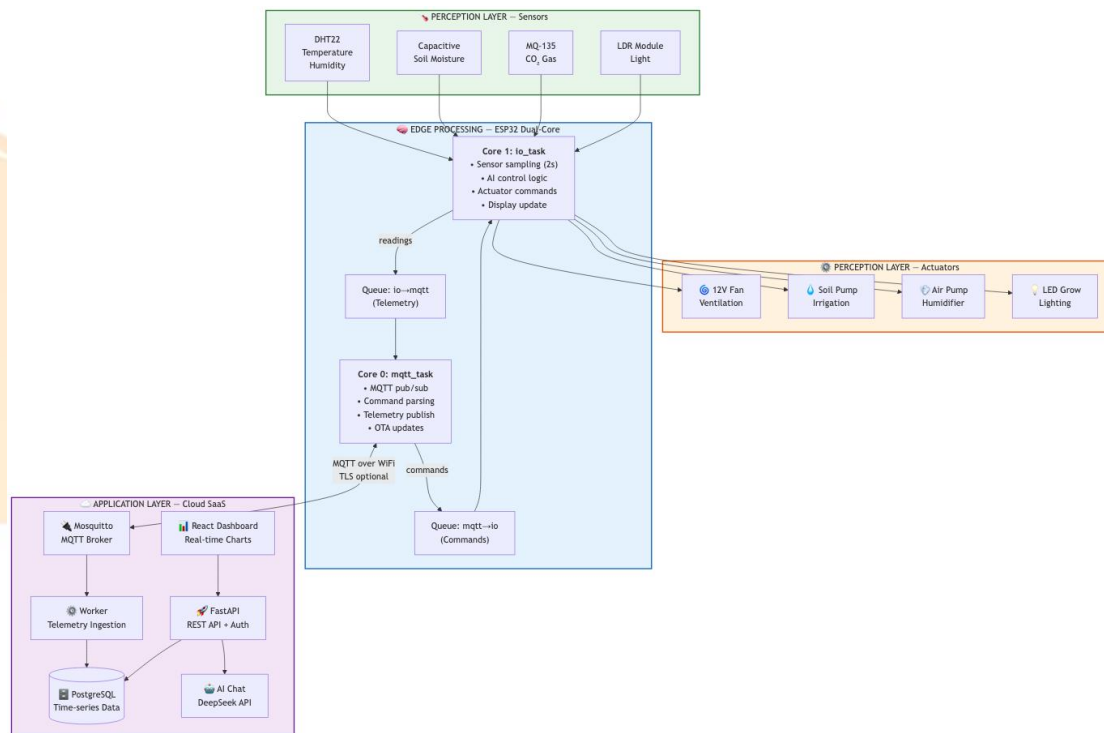 PERCEPTION LAYER — Sensors
DHT22
Temperature
Humidity
Capacitive
Soil Moisture
MQ-135
CO₂ Gas
LDR Module
Light
EDGE PROCESSING — ESP32 Dual-Core
Core 1: io_task
• Sensor sampling (2s)
• AI control logic
• Actuator commands
• Display update
readings
Queue: io→mqtt
(Telemetry)
PERCEPTION LAYER — Actuators
12V Fan
Ventilation
Soil Pump
Irrigation
Air Pump
Humidifier
LED Grow
Lighting
Core 0: mqtt_task
• MQTT pub/sub
• Command parsing
• Telemetry publish
• OTA updates
MQTT over WiFi
TLS optional
commands
Queue: mqtt→io
(Commands)
APPLICATION LAYER — Cloud SaaS
Mosquitto
MQTT Broker
React Dashboard
Real-time Charts
Worker
Telemetry Ingestion
FastAPI
REST API + Auth
PostgreSQL
Time-series Data
AI Chat
DeepSeek API